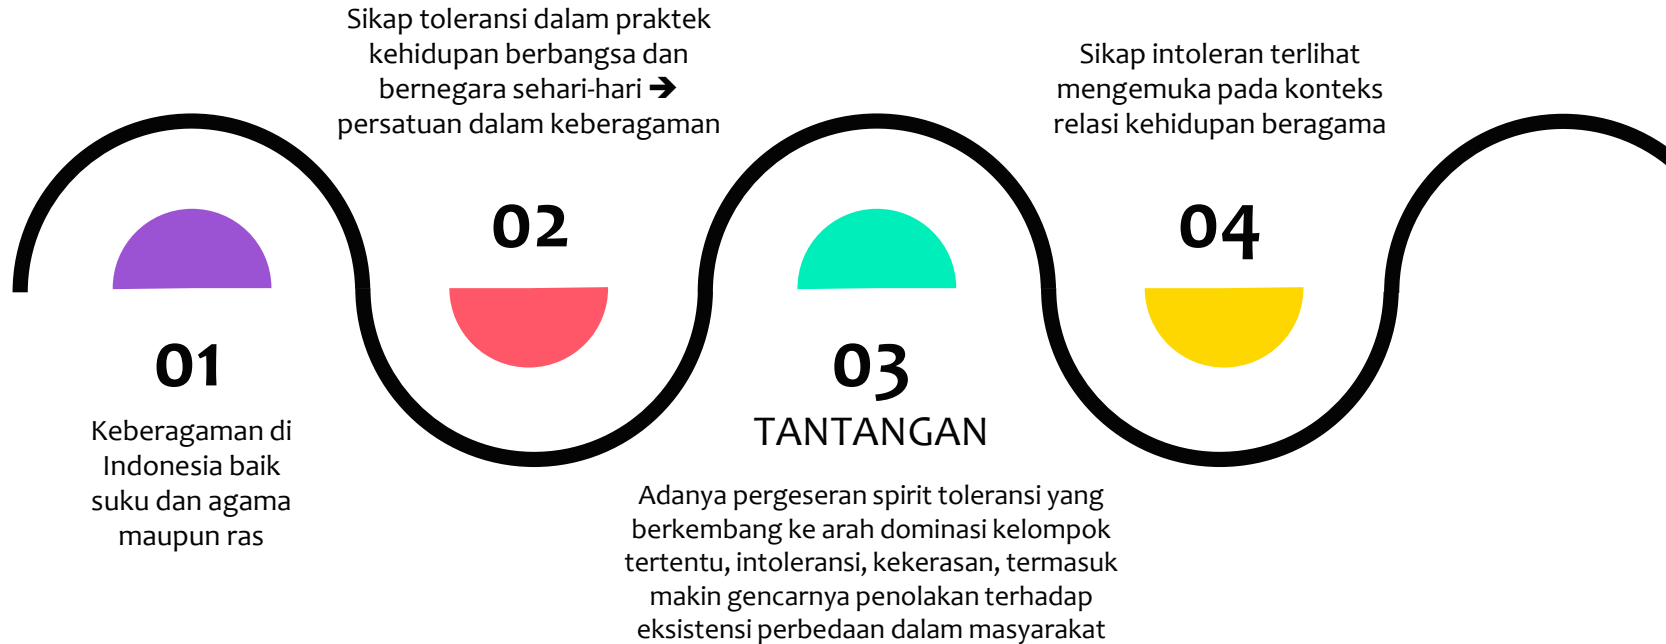 01
Keberagaman di
Indonesia baik
suku dan agama
maupun ras
Sikap toleransi dalam praktek
kehidupan berbangsa dan
bernegara sehari-hari ➔
persatuan dalam keberagaman
02
03
TANTANGAN
Adanya pergeseran spirit toleransi yang
berkembang ke arah dominasi kelompok
tertentu, intoleransi, kekerasan, termasuk
makin gencarnya penolakan terhadap
eksistensi perbedaan dalam masyarakat
Sikap intoleran terlihat
mengemuka pada konteks
relasi kehidupan beragama
04